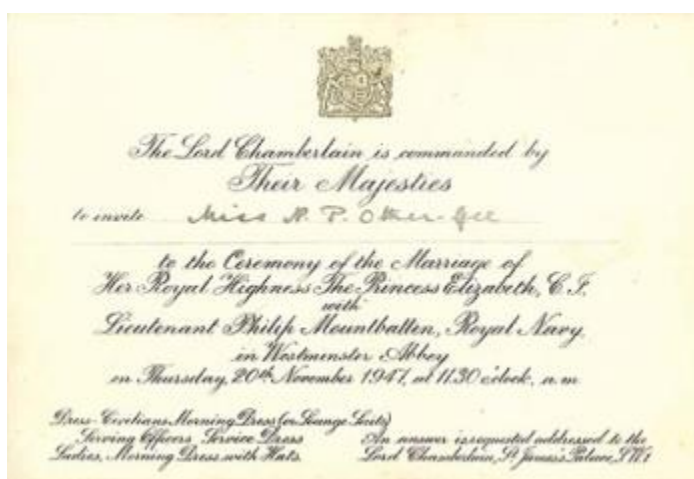 The Lord Chamberlain is commanded by
Their Majesties
to invite Miss
to the Ceremony of the Marriage of
Her Royal Highness The Princess Elizabeth, C.I.
with
Lieutenant Philip Mountbatten, Royal Navy
in Westminster Abbey
on Thursday, 20th November 1947, at 11.30 o'clock, a.m
Dress: Civilians, Morning Dress (or Lounge Suits)
Serving Officers, Service Dress
Ladies, Morning Dress with Hats.
An answer is requested addressed to the
Lord Chamberlain, St. James's Palace, S.W.1